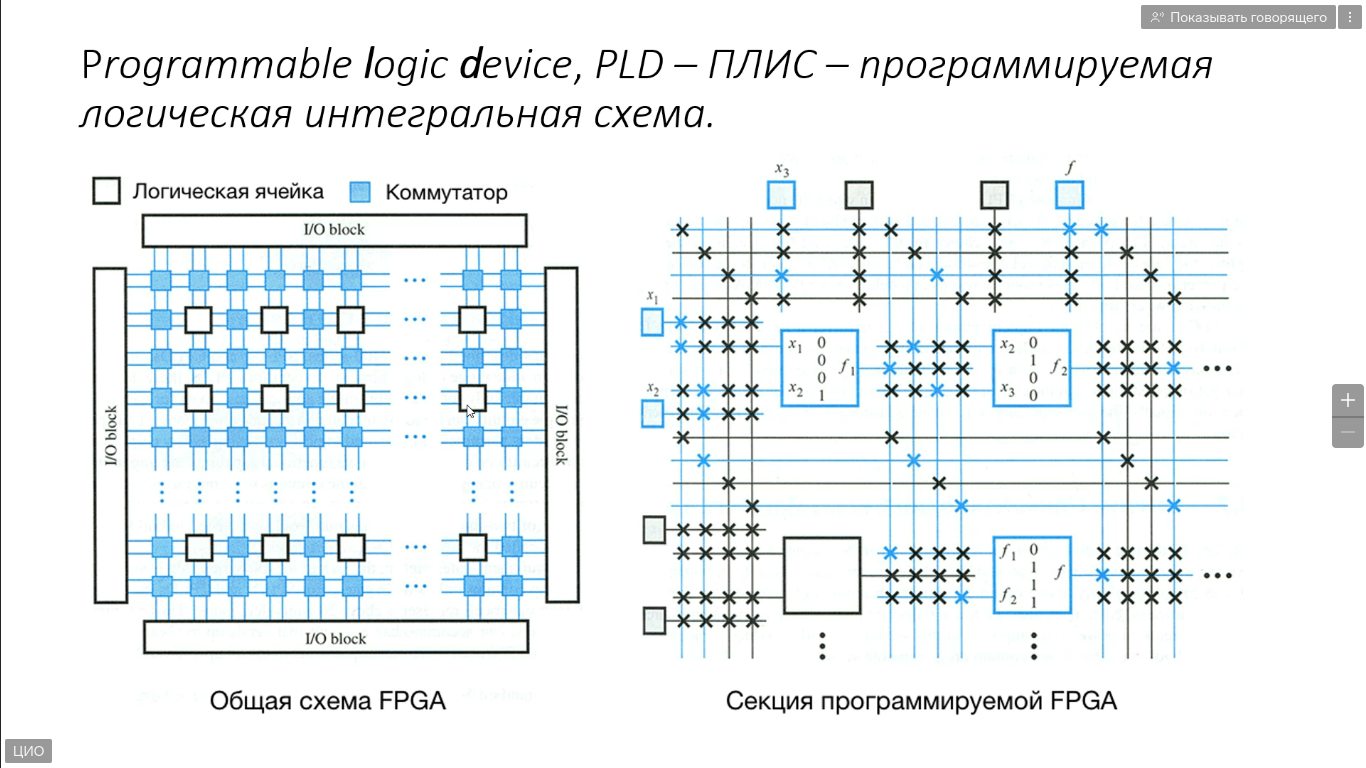 Показывать говорящего
Programmable logic device, PLD – ПЛИС – программируемая
логическая интегральная схема.
Логическая ячейка
Коммутатор
I/O block
I/O block
I/O block
I/O block
Общая схема FPGA
x3
f
x1
x2
x1 0
0
0
x2 1
f1
x2 0
1
0
x3 0
f2
f1 0
1
1
f2 1
f
Секция программируемой FPGA
ЦИО